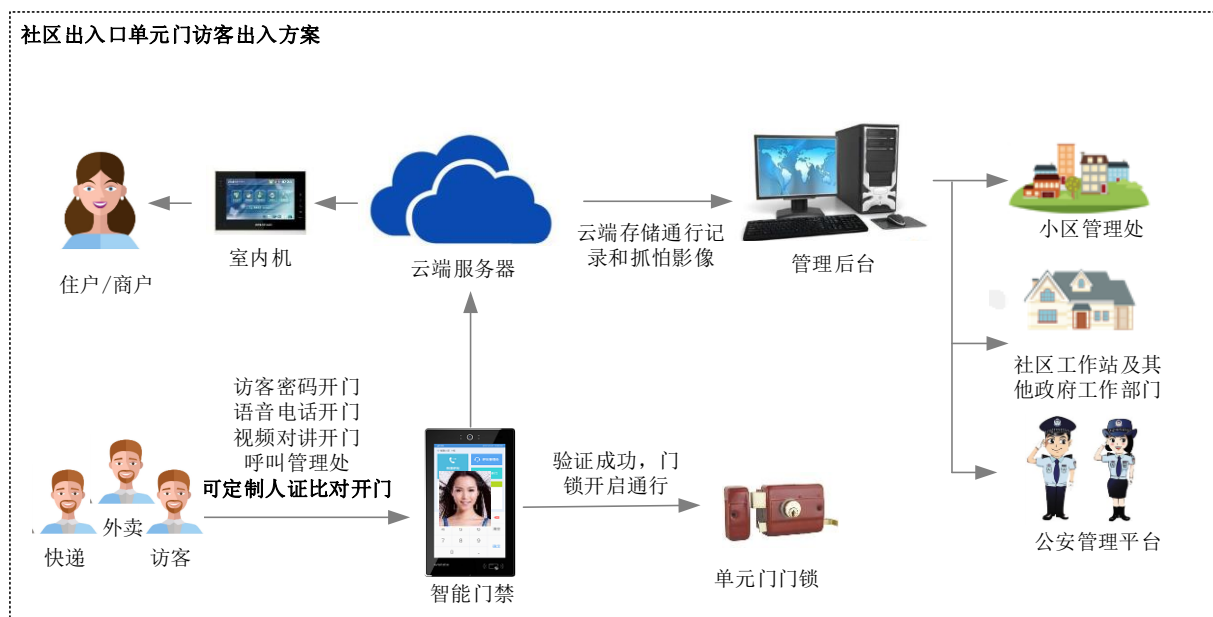 社区出入口单元门访客出入方案
室内机
住户/商户
云端服务器
云端存储通行记
录和抓怕影像
管理后台
小区管理处
社区工作站及其
他政府工作部门
公安管理平台
访客密码开门
语音电话开门
视频对讲开门
呼叫管理处
可定制人证比对开门
快递
外卖
访客
智能门禁
验证成功，门
锁开启通行
单元门门锁